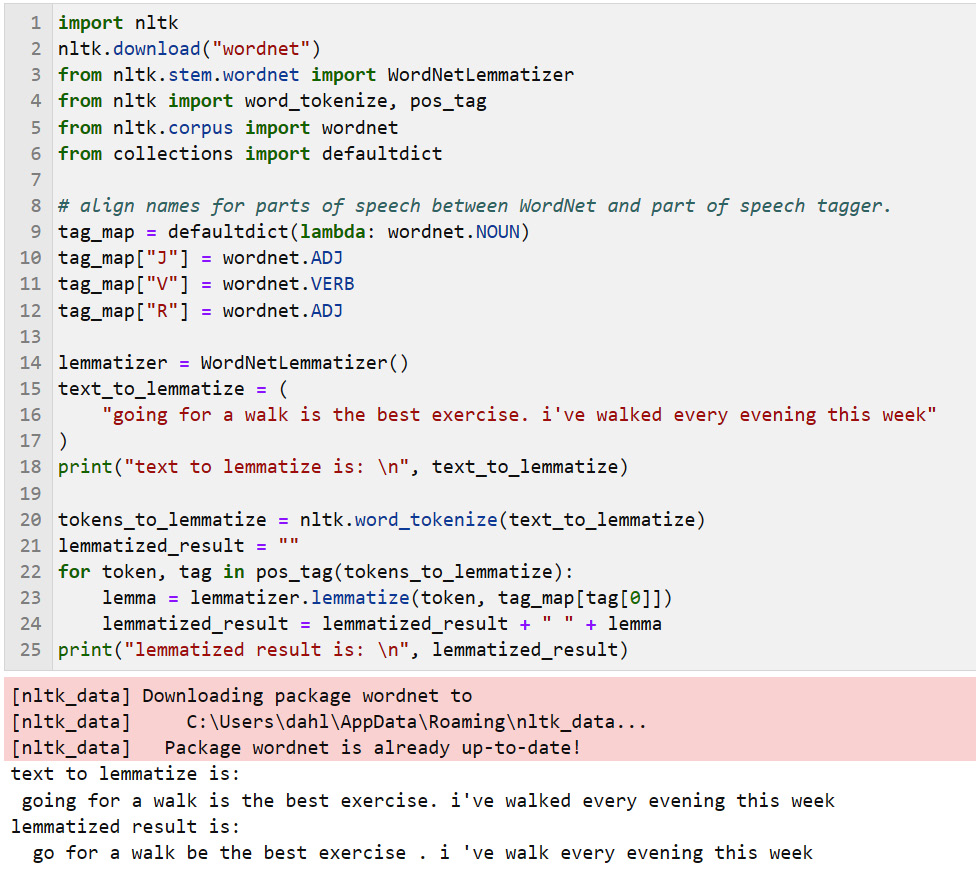 1 import nltk
2 nltk.download("wordnet")
3 from nltk.stem.wordnet import WordNetLemmatizer
4 from nltk import word_tokenize, pos_tag
5 from nltk.corpus import wordnet
6 from collections import defaultdict
7
8 # align names for parts of speech between WordNet and part of speech tagger.
9 tag_map = defaultdict(lambda: wordnet.NOUN)
10 tag_map["J"] = wordnet.ADJ
11 tag_map["V"] = wordnet.VERB
12 tag_map["R"] = wordnet.ADJ
13
14 lemmatizer = WordNetLemmatizer()
15 text_to_lemmatize = (
16     "going for a walk is the best exercise. i've walked every evening this week"
17 )
18 print("text to lemmatize is: \n", text_to_lemmatize)
19
20 tokens_to_lemmatize = nltk.word_tokenize(text_to_lemmatize)
21 lemmatized_result = ""
22 for token, tag in pos_tag(tokens_to_lemmatize):
23     lemma = lemmatizer.lemmatize(token, tag_map[tag[0]])
24     lemmatized_result = lemmatized_result + " " + lemma
25 print("lemmatized result is: \n", lemmatized_result)
[nltk_data] Downloading package wordnet to
[nltk_data]     C:\Users\dahl\AppData\Roaming\nltk_data...
[nltk_data]   Package wordnet is already up-to-date!
text to lemmatize is:
 going for a walk is the best exercise. i've walked every evening this week
lemmatized result is:
  go for a walk be the best exercise . i 've walk every evening this week